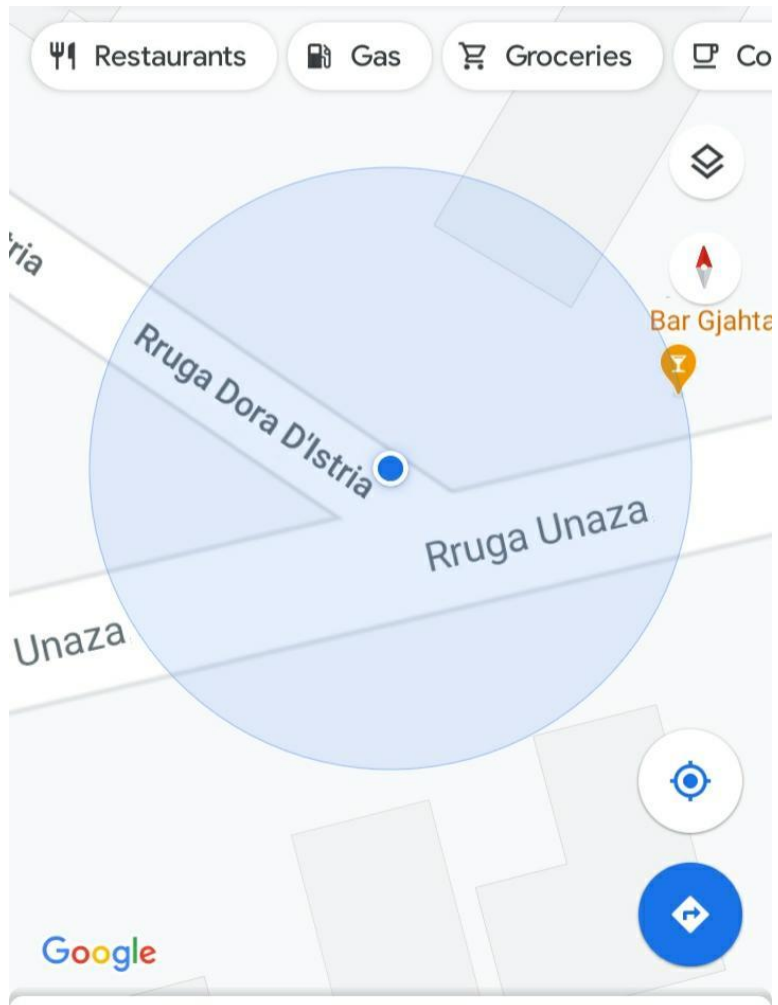 Restaurants
Gas
Groceries
Co
ria
Bar Gjahta
Rruga Dora D'Istria
Rruga Unaza
Unaza
Google